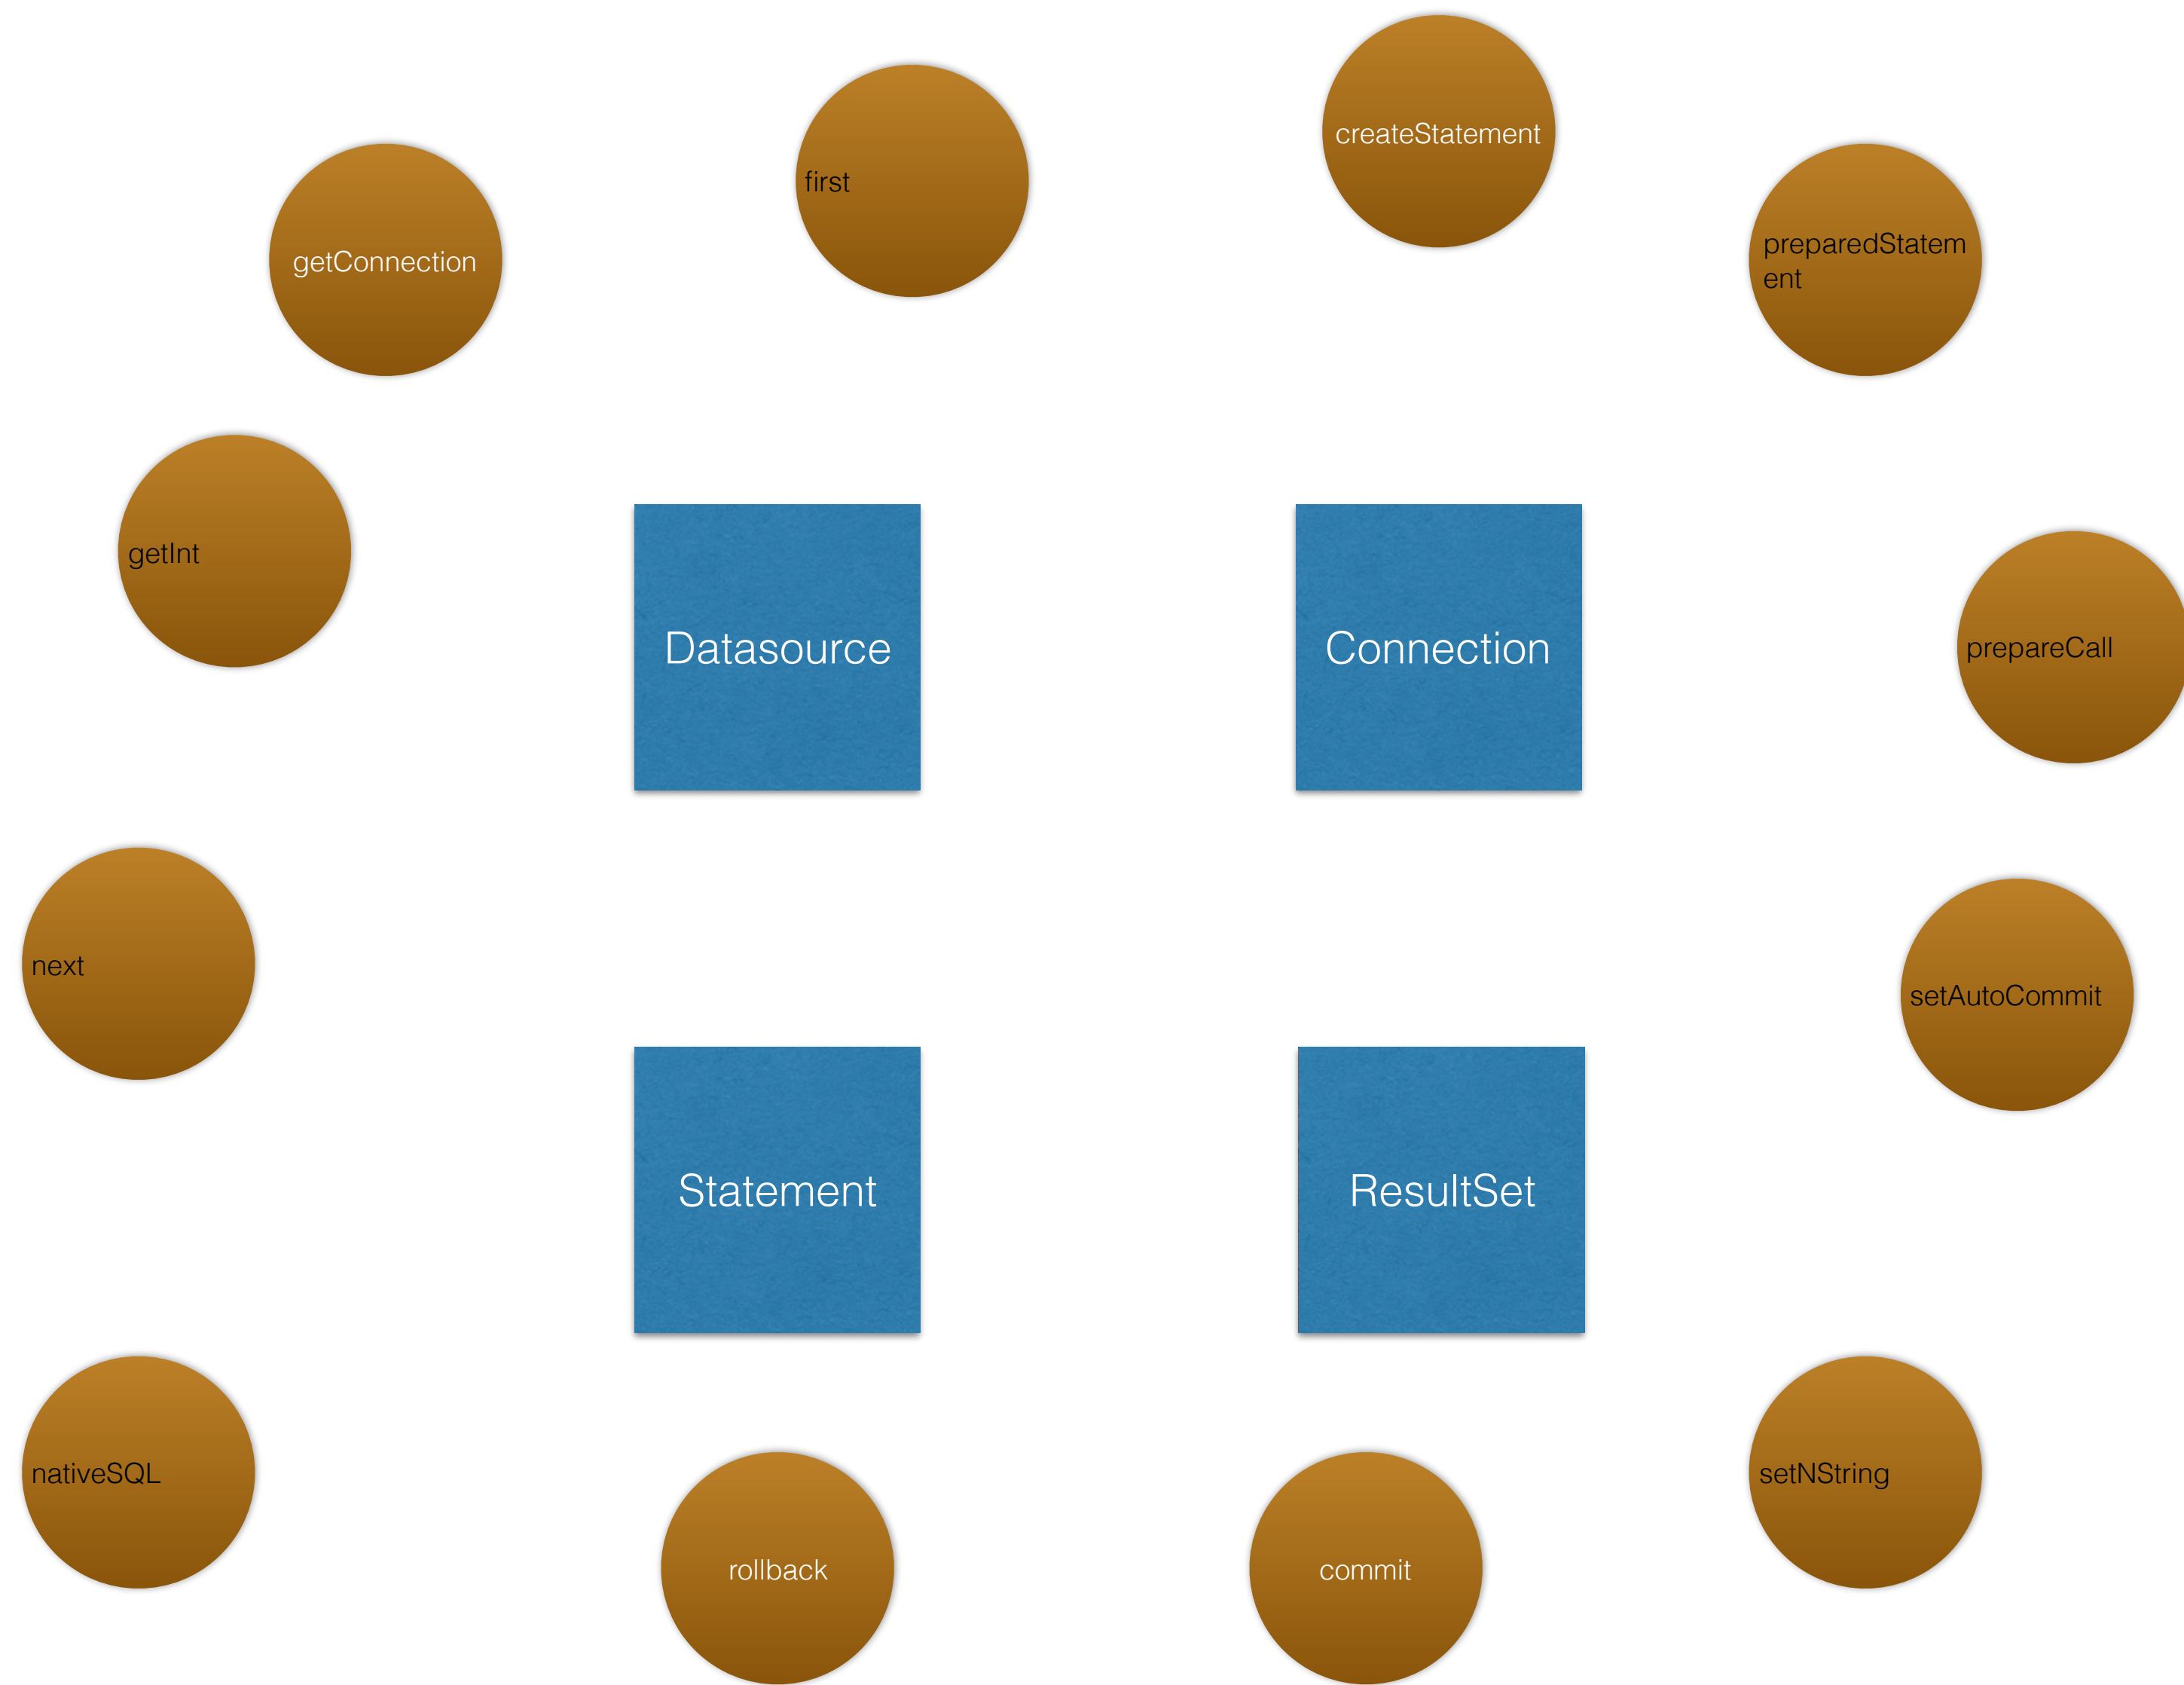 createStatement
first
preparedStatem
ent
getConnection
getInt
Datasource
Connection
prepareCall
next
setAutoCommit
Statement
ResultSet
nativeSQL
setNString
rollback
commit